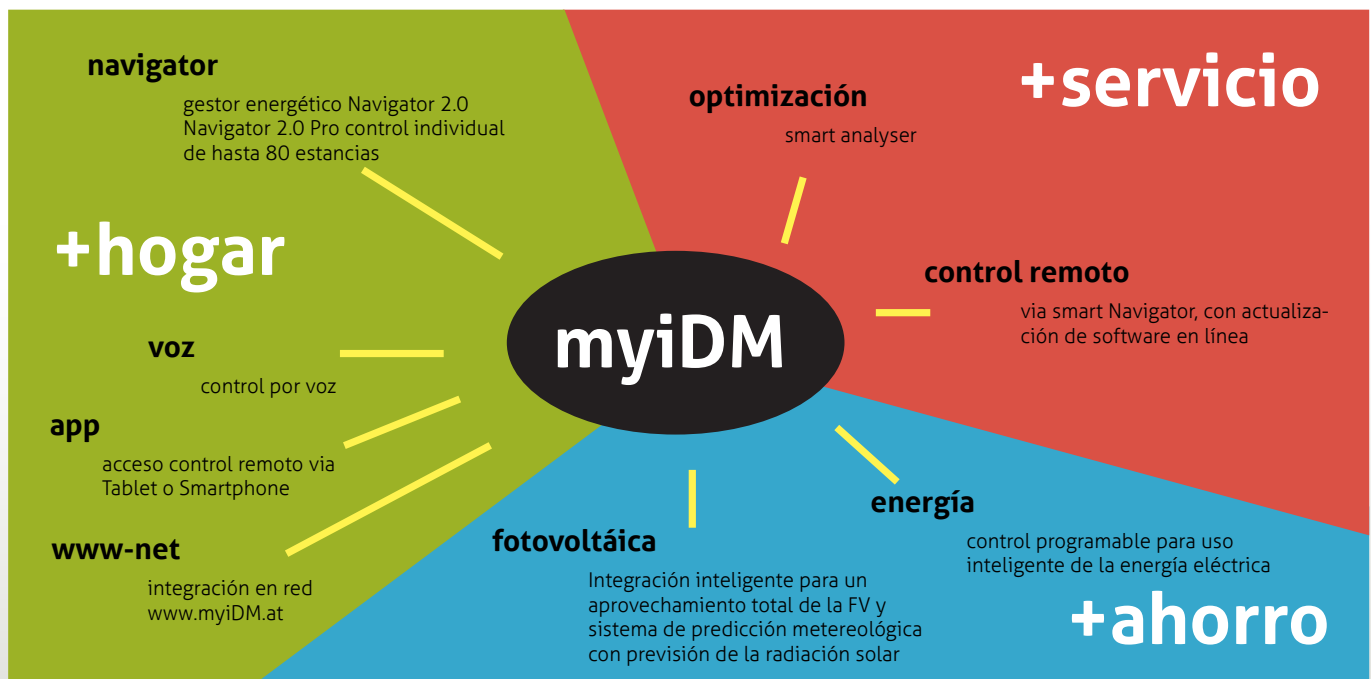 navigator
gestor energético Navigator 2.0
Navigator 2.0 Pro control individual
de hasta 80 estancias
+hogar
voz
control por voz
app
acceso control remoto via
Tablet o Smartphone
www-net
integración en red
www.myiDM.at
myiDM
optimización
smart analyser
+servicio
control remoto
via smart Navigator, con actualiza-
ción de software en línea
fotovoltáica
Integración inteligente para un
aprovechamiento total de la FV y
sistema de predicción metereológica
con previsión de la radiación solar
energía
control programable para uso
inteligente de la energía eléctrica
+ahorro